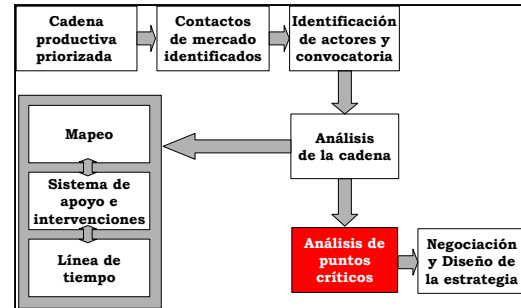 Cadena
productiva
priorizada
Contactos
de mercado
identificados
Identificación
de actores y
convocatoria
Mapeo
Análisis
de la cadena
Sistema de
apoyo e
intervenciones
Línea de
tiempo
Análisis de
puntos
críticos
Negociación
y Diseño de
la estrategia